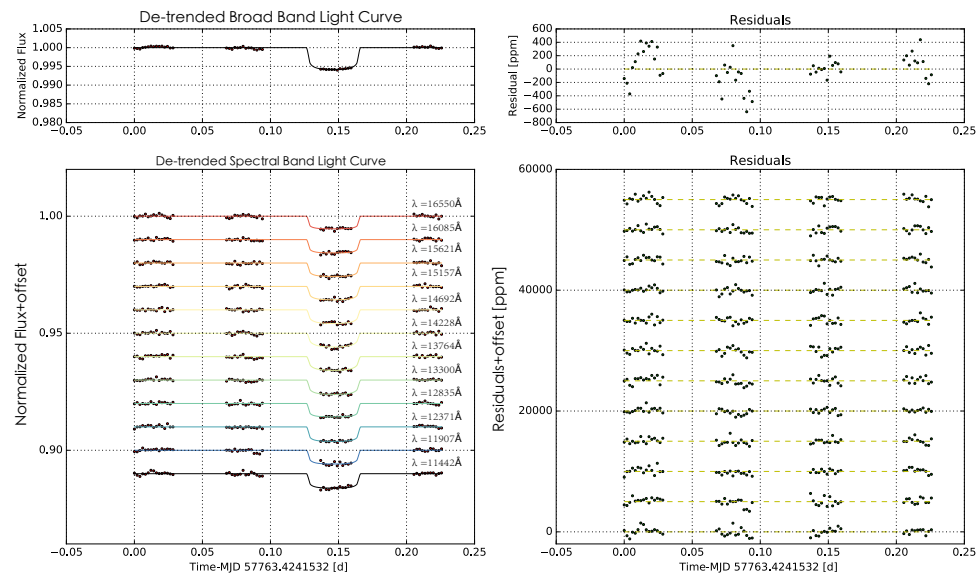 De-trended Broad Band Light Curve
Normalized Flux
1.005
1.000
0.995
0.990
0.985
0.980
−0.05
0.00
0.05
0.10
0.15
0.20
0.25
Residuals
Residual [ppm]
600
400
200
0
−200
−400
−600
−800
−0.05
0.00
0.05
0.10
0.15
0.20
0.25
De-trended Spectral Band Light Curve
Normalized Flux+offset
1.00
0.95
0.90
λ =16550Å
λ =16085Å
λ =15621Å
λ =15157Å
λ =14692Å
λ =14228Å
λ =13764Å
λ =13300Å
λ =12835Å
λ =12371Å
λ =11907Å
λ =11442Å
−0.05
0.00
0.05
0.10
0.15
0.20
0.25
Time-MJD 57763.4241532 [d]
Residuals
Residuals+offset [ppm]
60000
40000
20000
0
−0.05
0.00
0.05
0.10
0.15
0.20
0.25
Time-MJD 57763.4241532 [d]